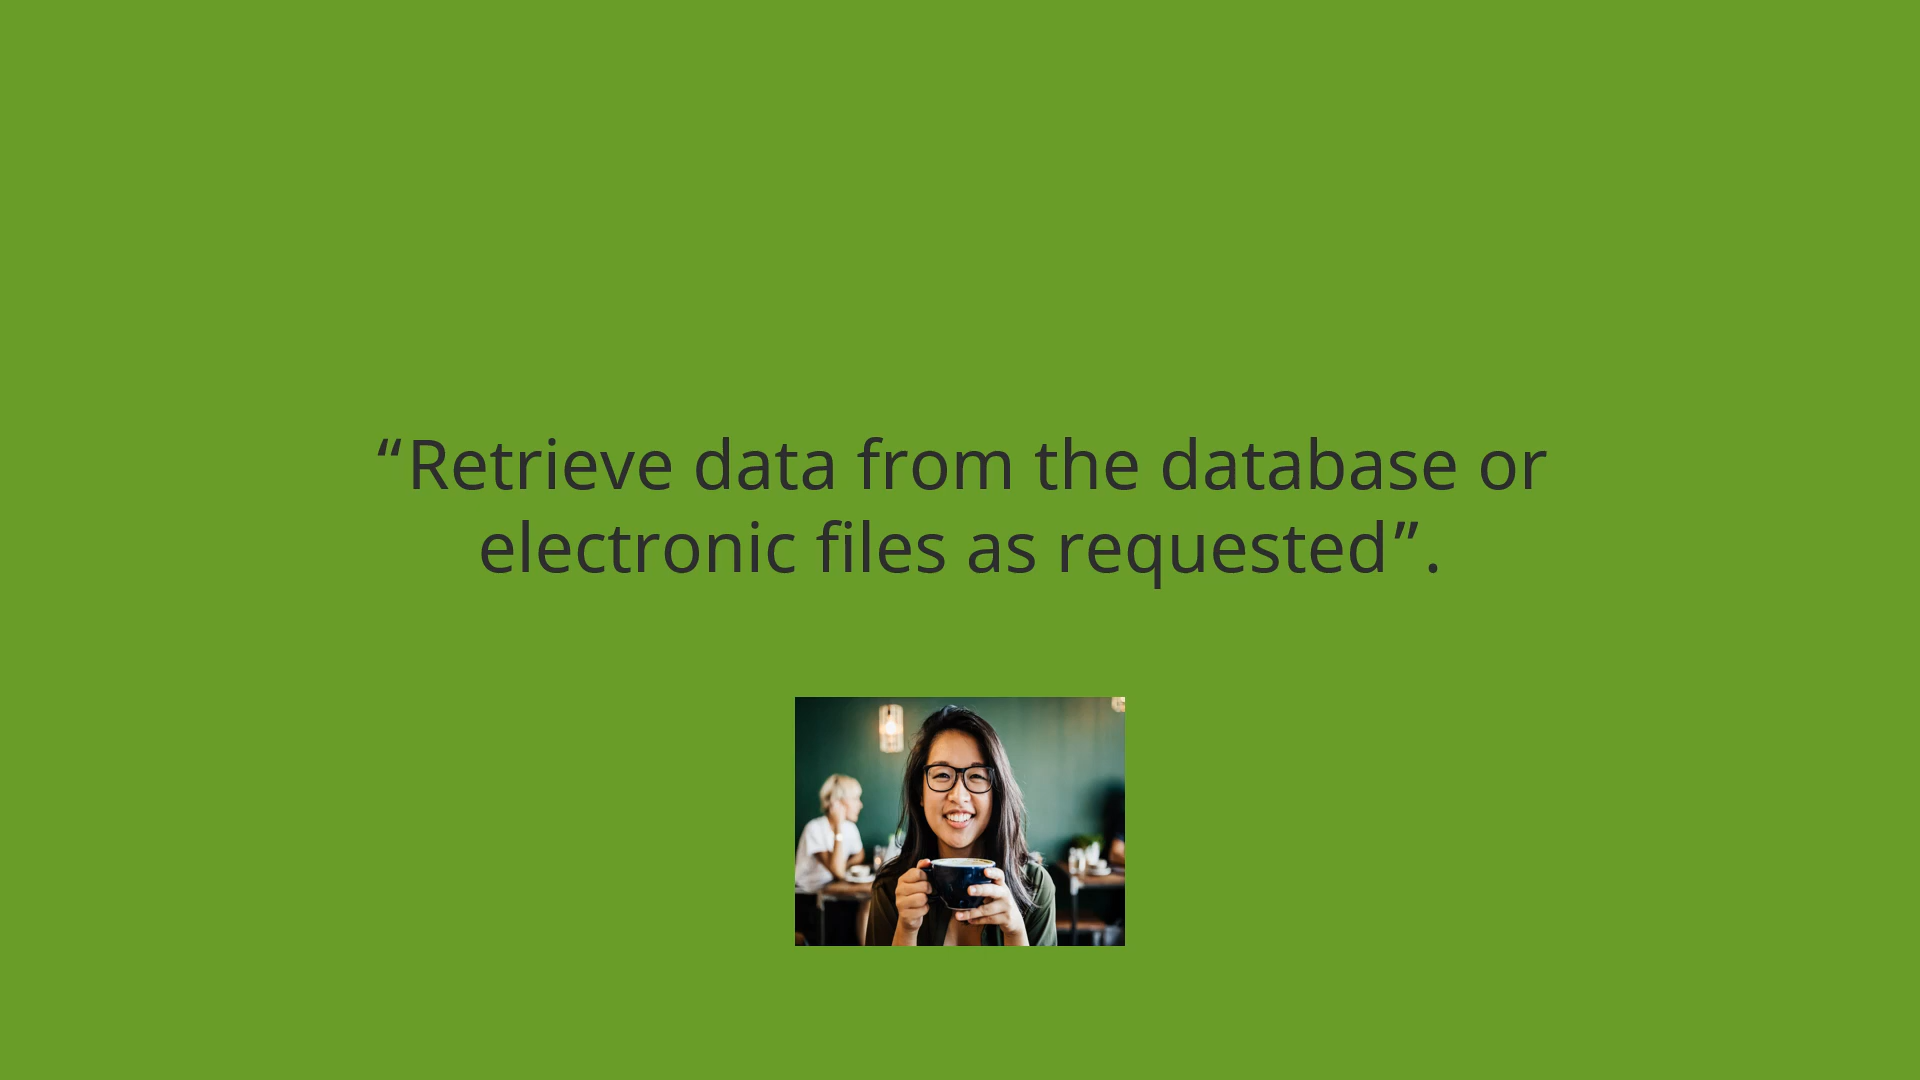 “Retrieve data from the database or
electronic files as requested”.